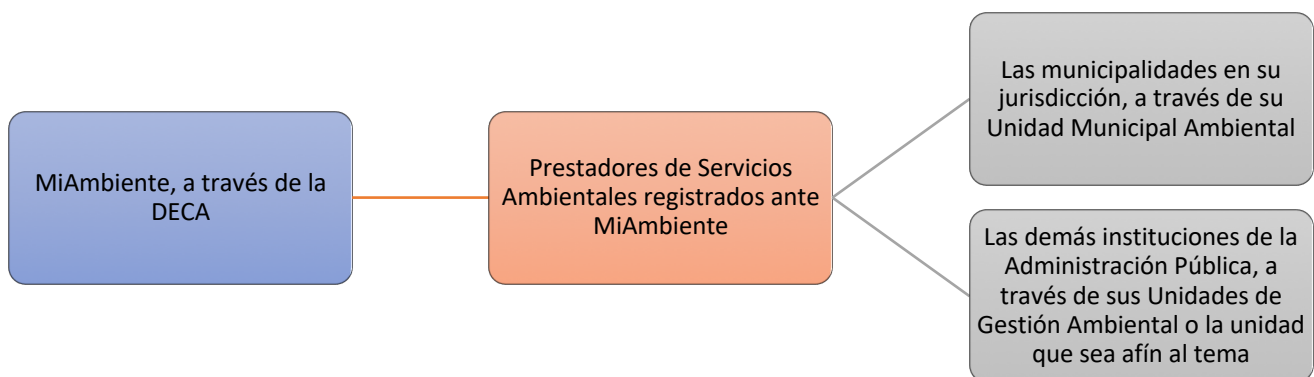 MiAmbiente, a través de la
DECA
Prestadores de Servicios
Ambientales registrados ante
MiAmbiente
Las municipalidades en su
jurisdicción, a través de su
Unidad Municipal Ambiental
Las demás instituciones de la
Administración Pública, a
través de sus Unidades de
Gestión Ambiental o la unidad
que sea afín al tema